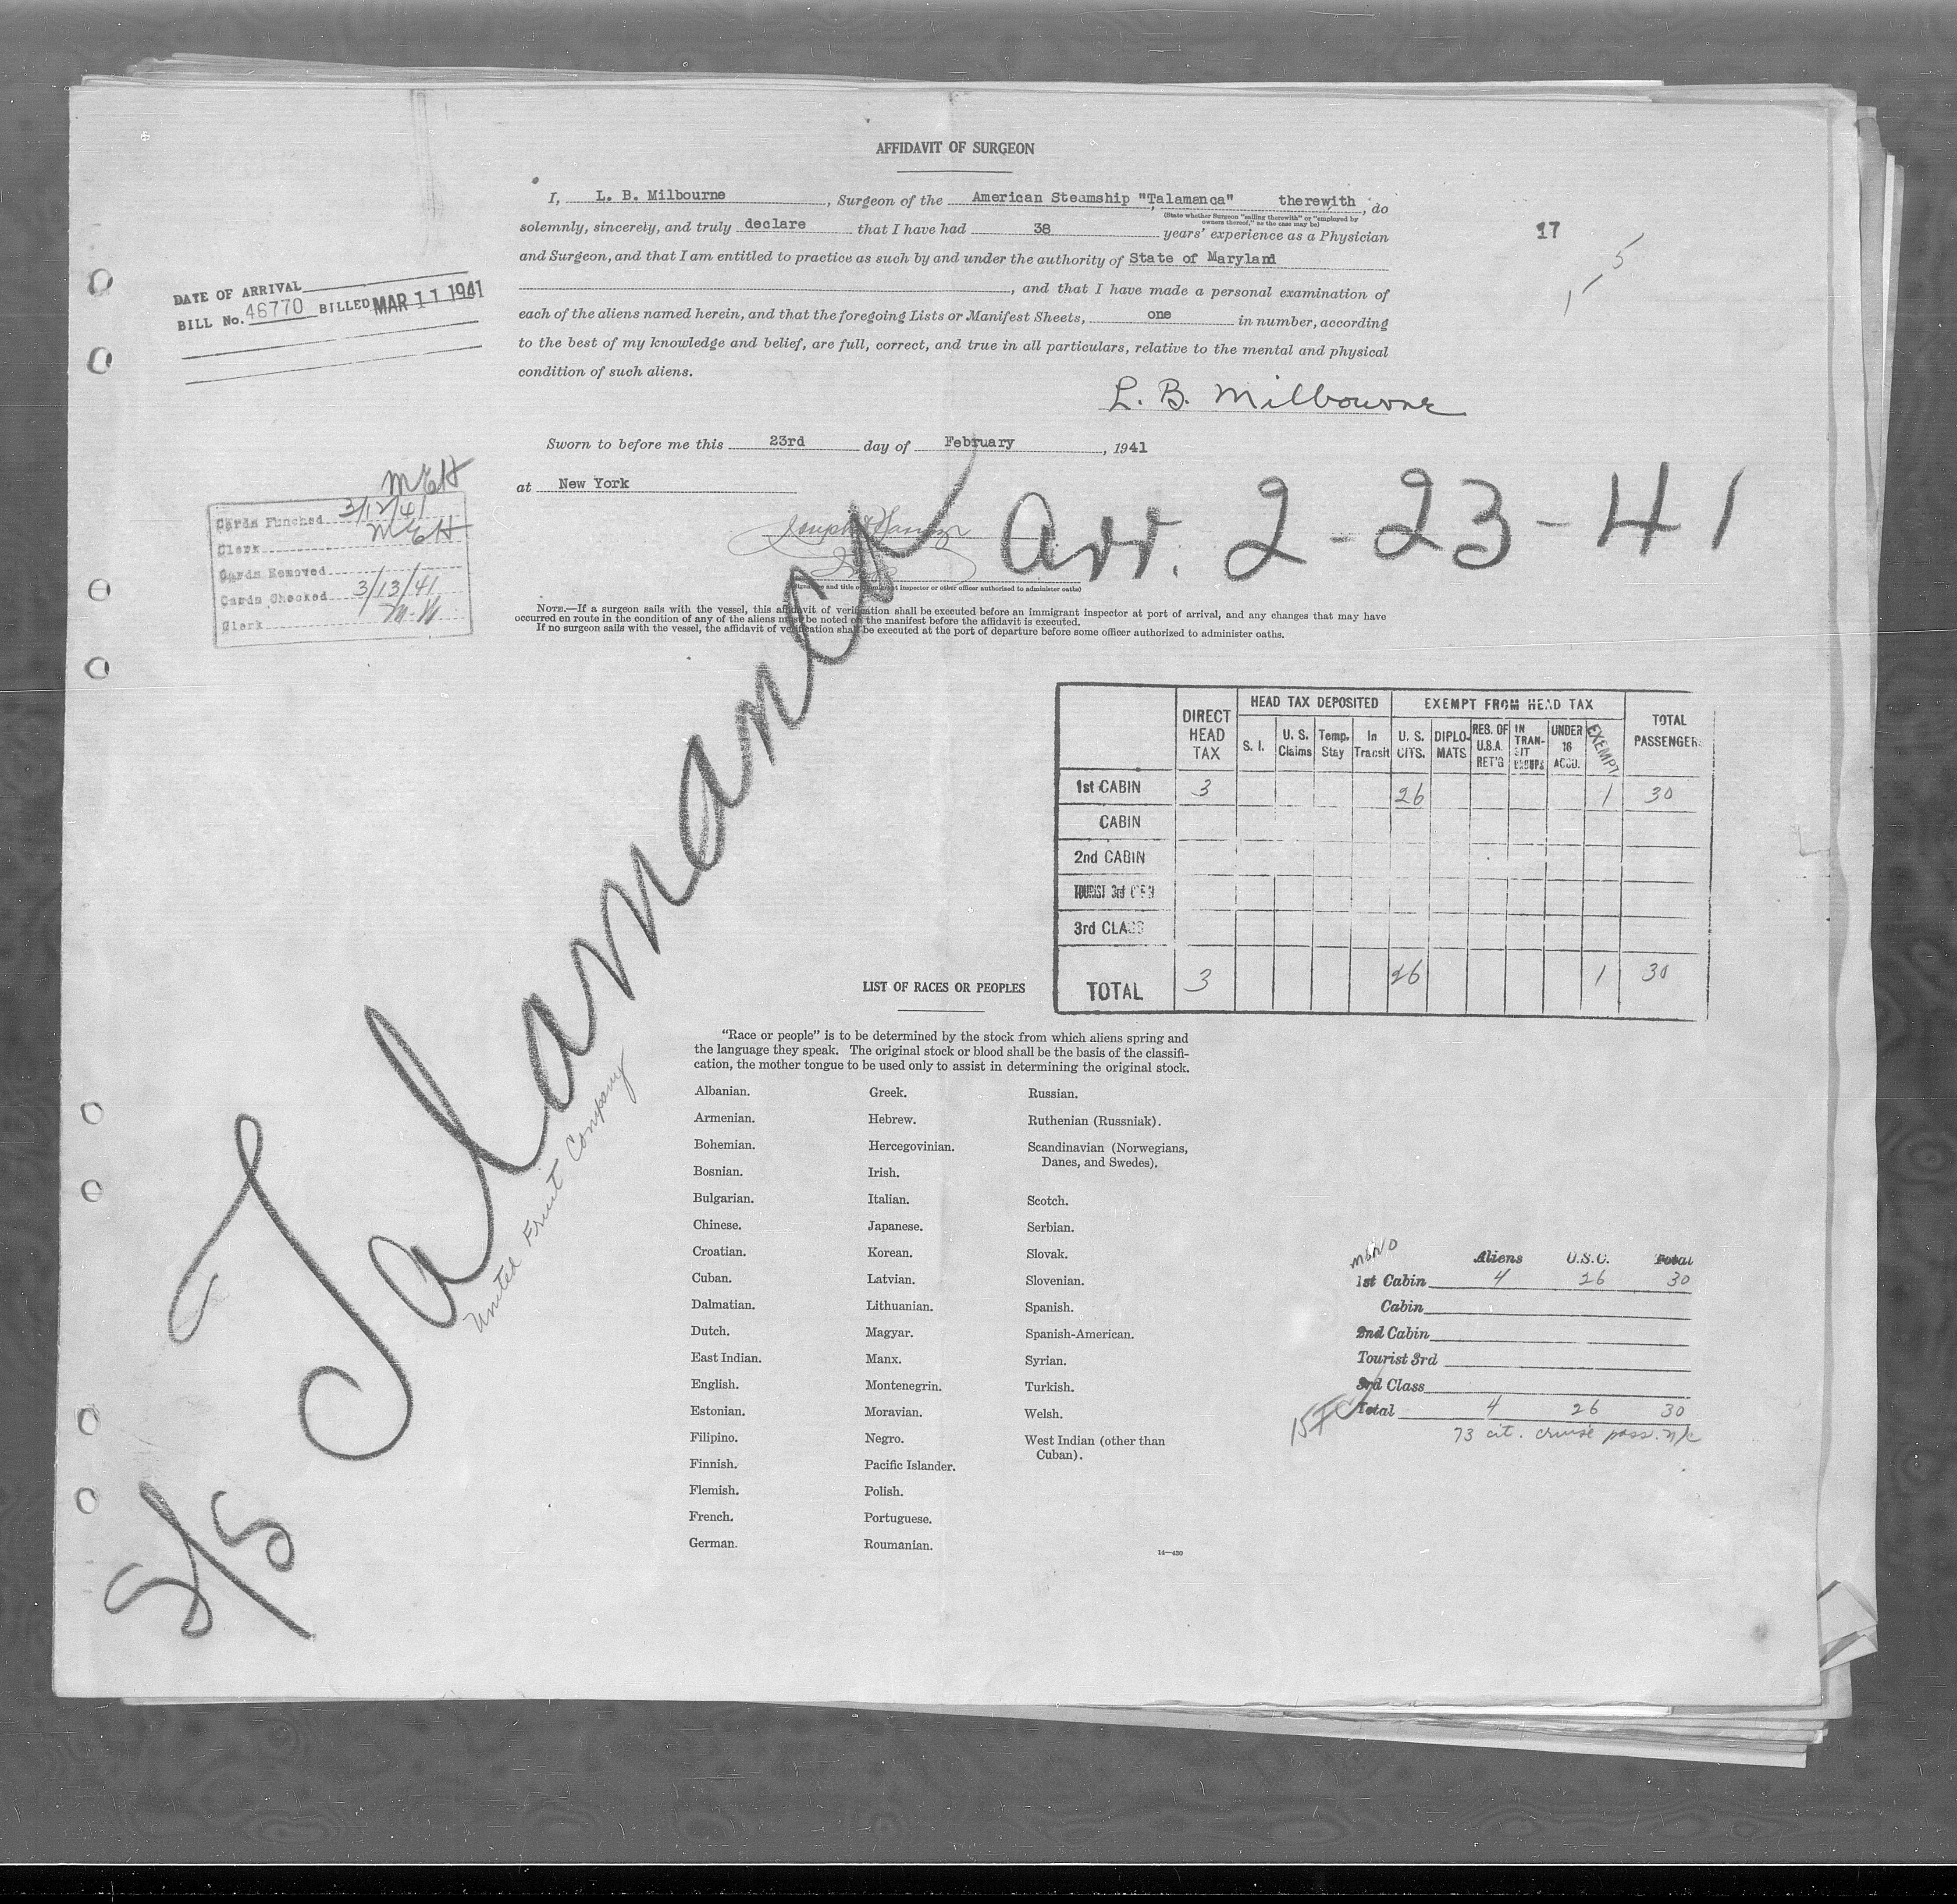 AFFIDAVIT OF SURGEON
I, L. B. Milbourne, Surgeon of the American Steamship "Talamanca" therewith, do
(State whether Surgeon "sailing therewith" or "employed by owners thereof," as the case may be)
solemnly, sincerely, and truly declare that I have had 38 years' experience as a Physician
17
and Surgeon, and that I am entitled to practice as such by and under the authority of State of Maryland
, and that I have made a personal examination of
each of the aliens named herein, and that the foregoing Lists or Manifest Sheets, one in number, according
to the best of my knowledge and belief, are full, correct, and true in all particulars, relative to the mental and physical
condition of such aliens.
DATE OF ARRIVAL
BILL No. 46770 BILLED MAR 11 1941
L. B. Milbourne
Sworn to before me this 23rd day of February, 1941
at New York
Arr. 2-23-41
MEH
Cards Punched 3/12/41
Clerk MEH
Cards Removed
Cards Checked 3/13/41
Clerk M-H
(Signature and title of immigrant inspector or other officer authorized to administer oaths)
NOTE.—If a surgeon sails with the vessel, this affidavit of verification shall be executed before an immigrant inspector at port of arrival, and any changes that may have
occurred en route in the condition of any of the aliens must be noted on the manifest before the affidavit is executed.
If no surgeon sails with the vessel, the affidavit of verification shall be executed at the port of departure before some officer authorized to administer oaths.
S/S Talamanca
United Fruit Company
DIRECT HEAD TAX HEAD TAX DEPOSITED EXEMPT FROM HEAD TAX TOTAL PASSENGERS
S. I. U. S. Claims Temp. Stay In Transit U. S. CITS. DIPLOMATS RES. OF U.S.A. RET'G IN TRANSIT GROUPS UNDER 16 ACCO. EXEMPT
1st CABIN 3 26 1 30
CABIN
2nd CABIN
TOURIST 3rd CABIN
3rd CLASS
TOTAL 3 26 1 30
LIST OF RACES OR PEOPLES
"Race or people" is to be determined by the stock from which aliens spring and
the language they speak. The original stock or blood shall be the basis of the classifi-
cation, the mother tongue to be used only to assist in determining the original stock.
Albanian.
Armenian.
Bohemian.
Bosnian.
Bulgarian.
Chinese.
Croatian.
Cuban.
Dalmatian.
Dutch.
East Indian.
English.
Estonian.
Filipino.
Finnish.
Flemish.
French.
German.
Greek.
Hebrew.
Hercegovinian.
Irish.
Italian.
Japanese.
Korean.
Latvian.
Lithuanian.
Magyar.
Manx.
Montenegrin.
Moravian.
Negro.
Pacific Islander.
Polish.
Portuguese.
Roumanian.
Russian.
Ruthenian (Russniak).
Scandinavian (Norwegians,
Danes, and Swedes).
Scotch.
Serbian.
Slovak.
Slovenian.
Spanish.
Spanish-American.
Syrian.
Turkish.
Welsh.
West Indian (other than
Cuban).
14—430
Aliens U.S.C. Total
1st Cabin 4 26 30
Cabin
2nd Cabin
Tourist 3rd
3rd Class
Total 4 26 30
73 cit. cruise pass. n/c